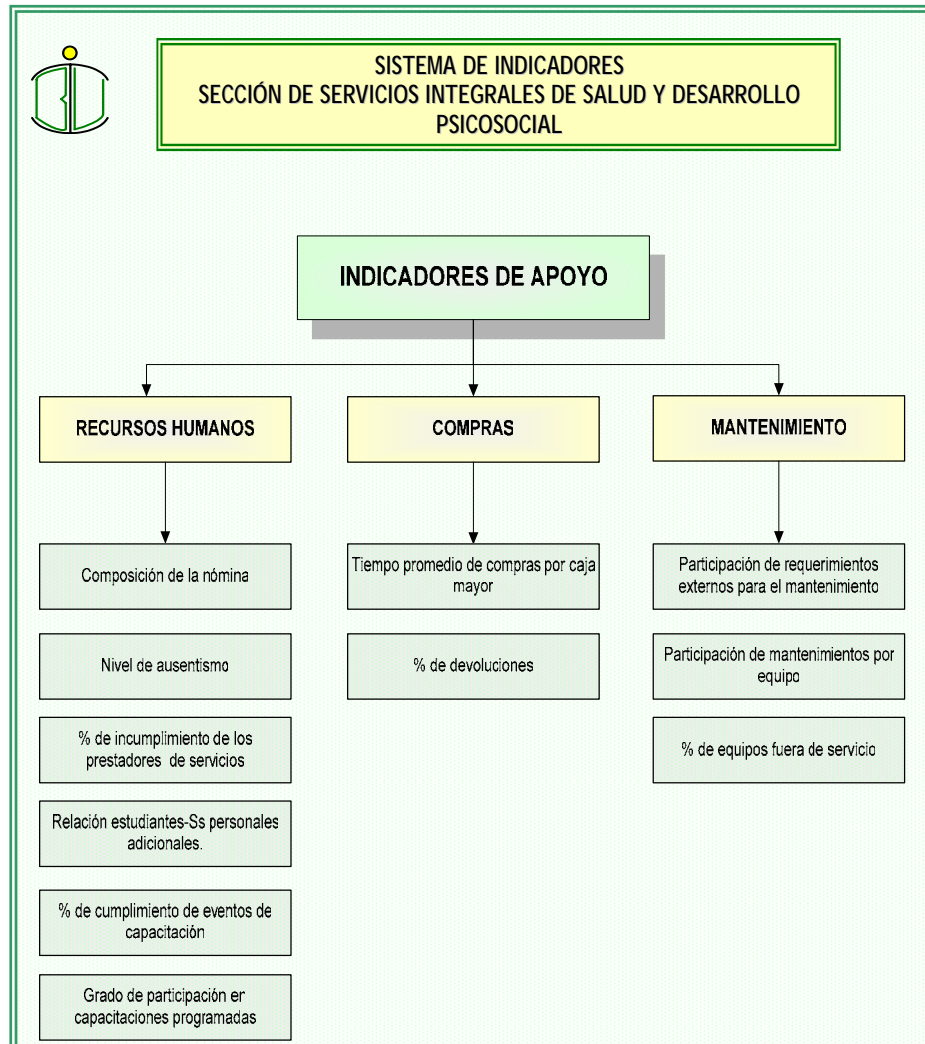 SISTEMA DE INDICADORES
SECCIÓN DE SERVICIOS INTEGRALES DE SALUD Y DESARROLLO
PSICOSOCIAL
INDICADORES DE APOYO
RECURSOS HUMANOS
COMPRAS
MANTENIMIENTO
Composición de la nómina
Nivel de ausentismo
% de incumplimiento de los
prestadores de servicios
Relación estudiantes-Ss personales
adicionales.
% de cumplimiento de eventos de
capacitación
Grado de participación en
capacitaciones programadas
Tiempo promedio de compras por caja
mayor
% de devoluciones
Participación de requerimientos
externos para el mantenimiento
Participación de mantenimientos por
equipo
% de equipos fuera de servicio